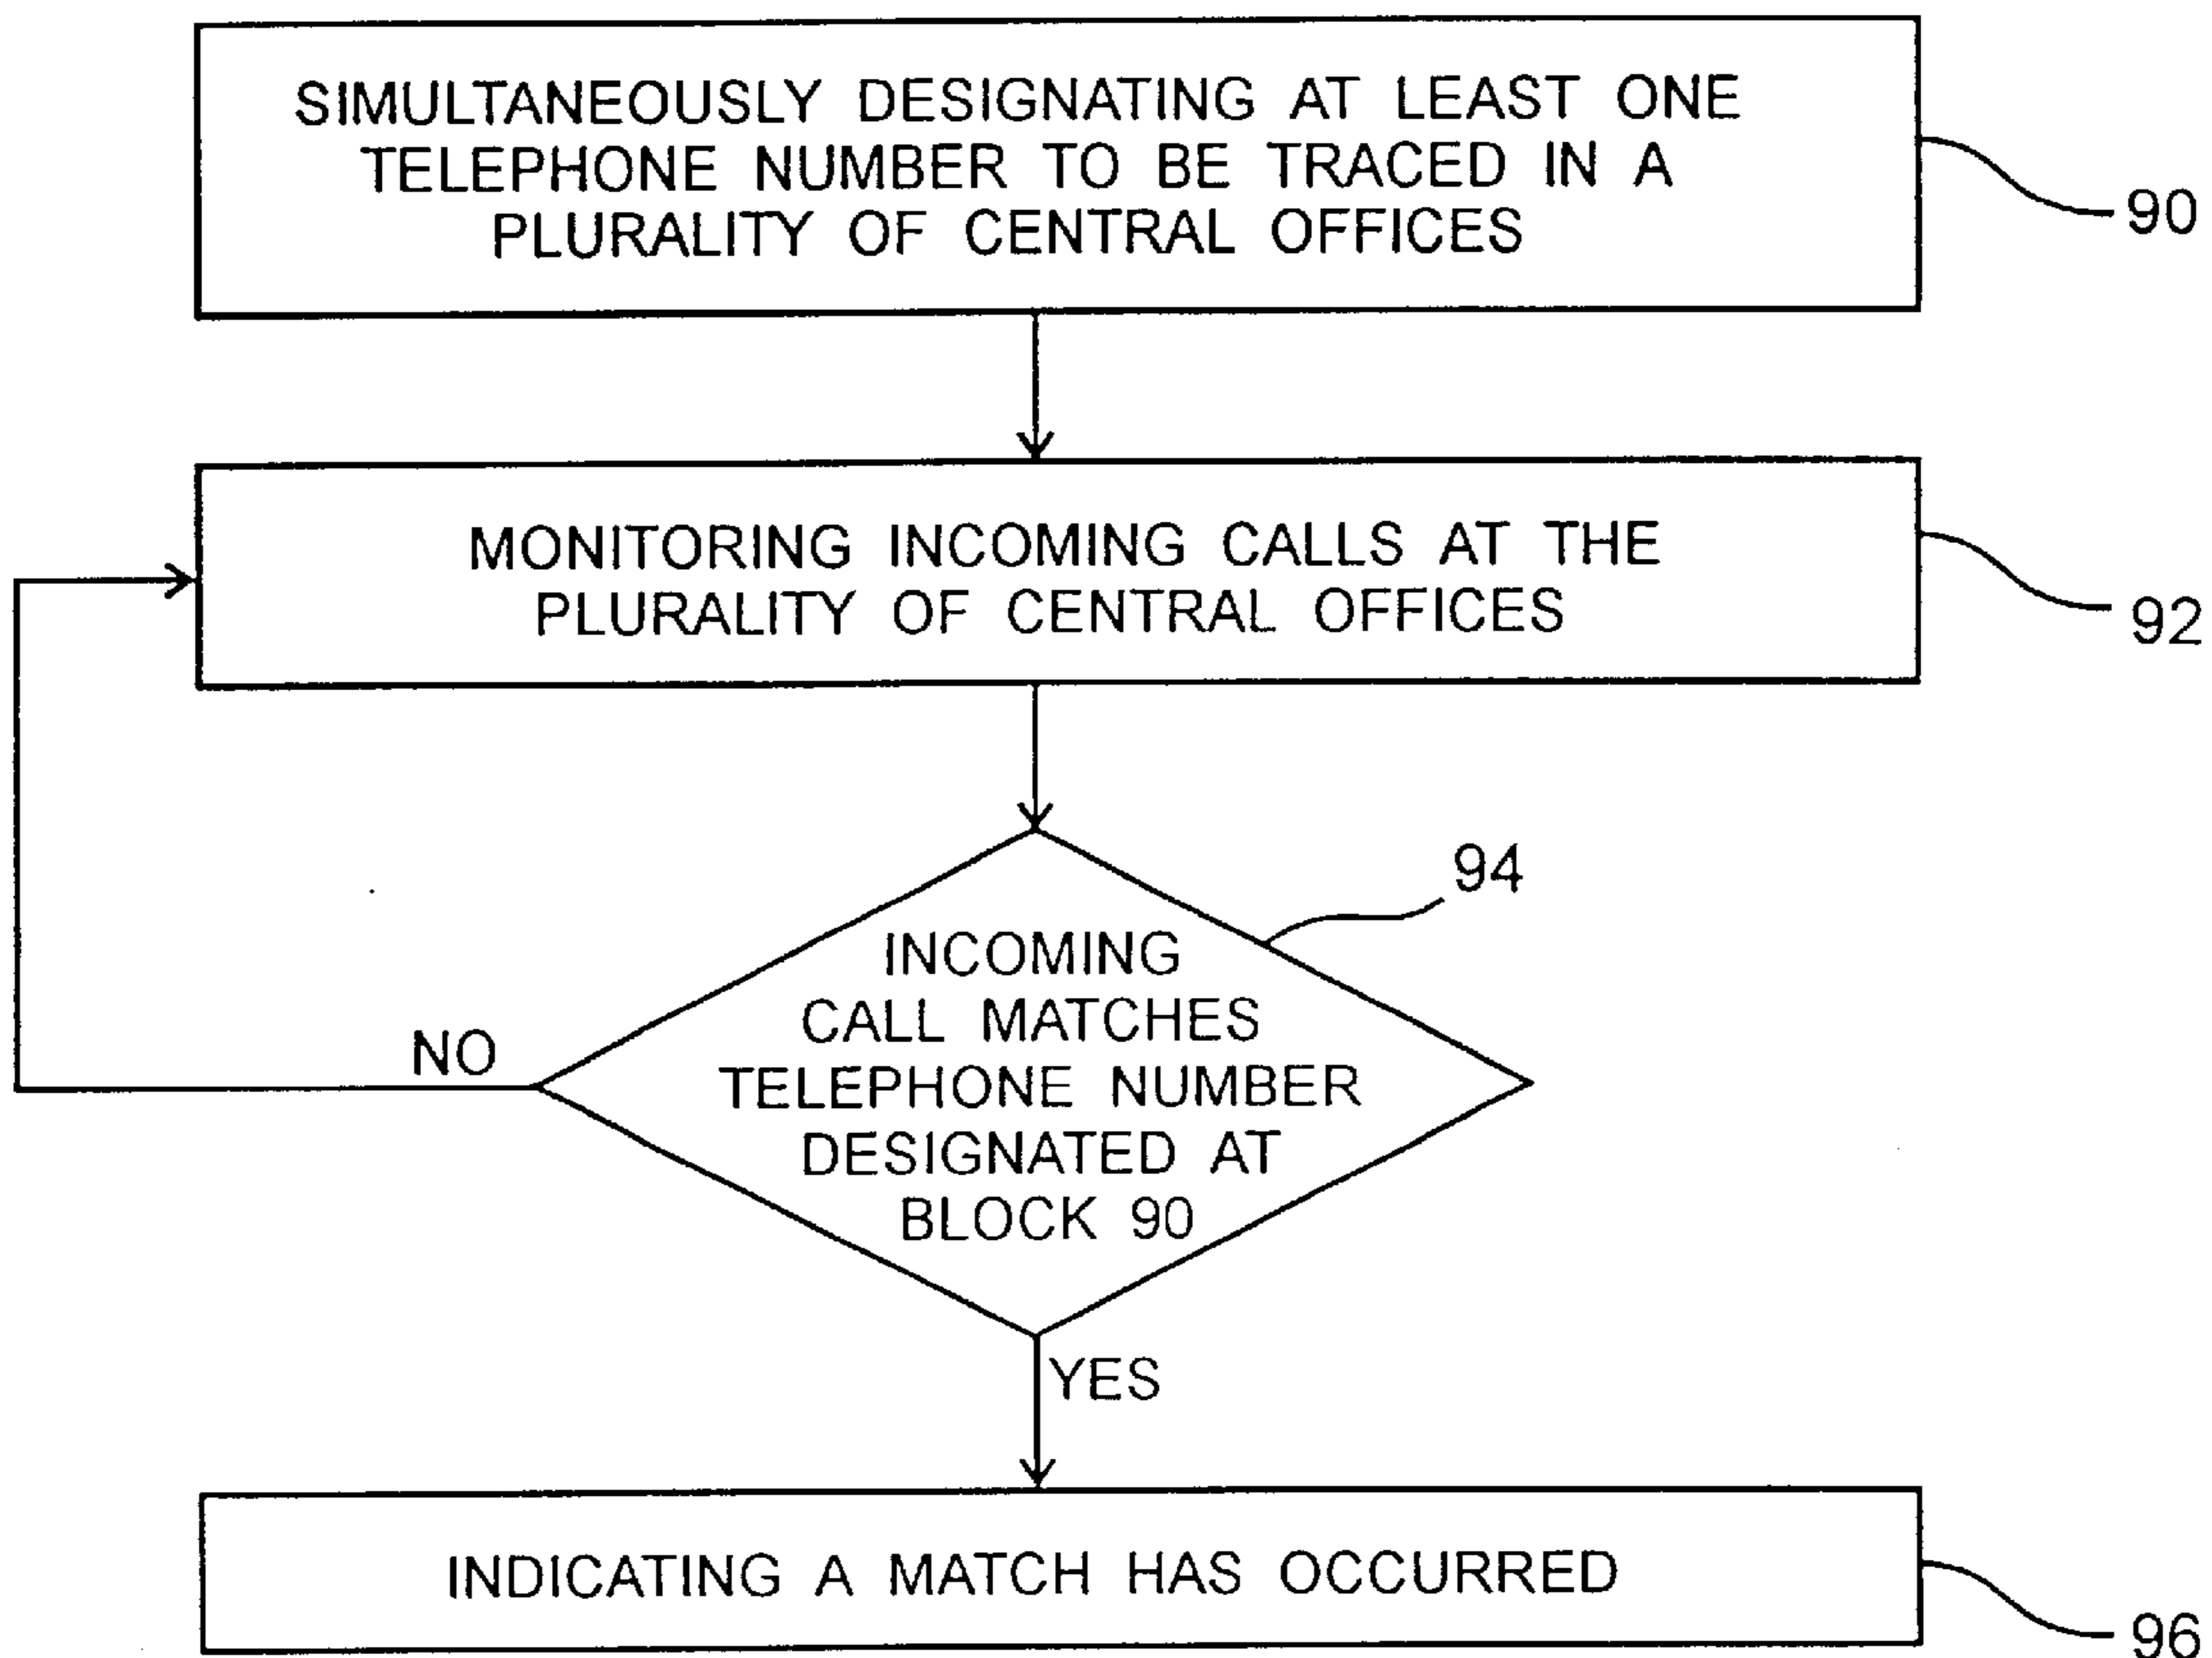 SIMULTANEOUSLY DESIGNATING AT LEAST ONE
TELEPHONE NUMBER TO BE TRACED IN A
PLURALITY OF CENTRAL OFFICES
90
MONITORING INCOMING CALLS AT THE
PLURALITY OF CENTRAL OFFICES
92
94
INCOMING
CALL MATCHES
TELEPHONE NUMBER
DESIGNATED AT
BLOCK 90
NO
YES
INDICATING A MATCH HAS OCCURRED
96